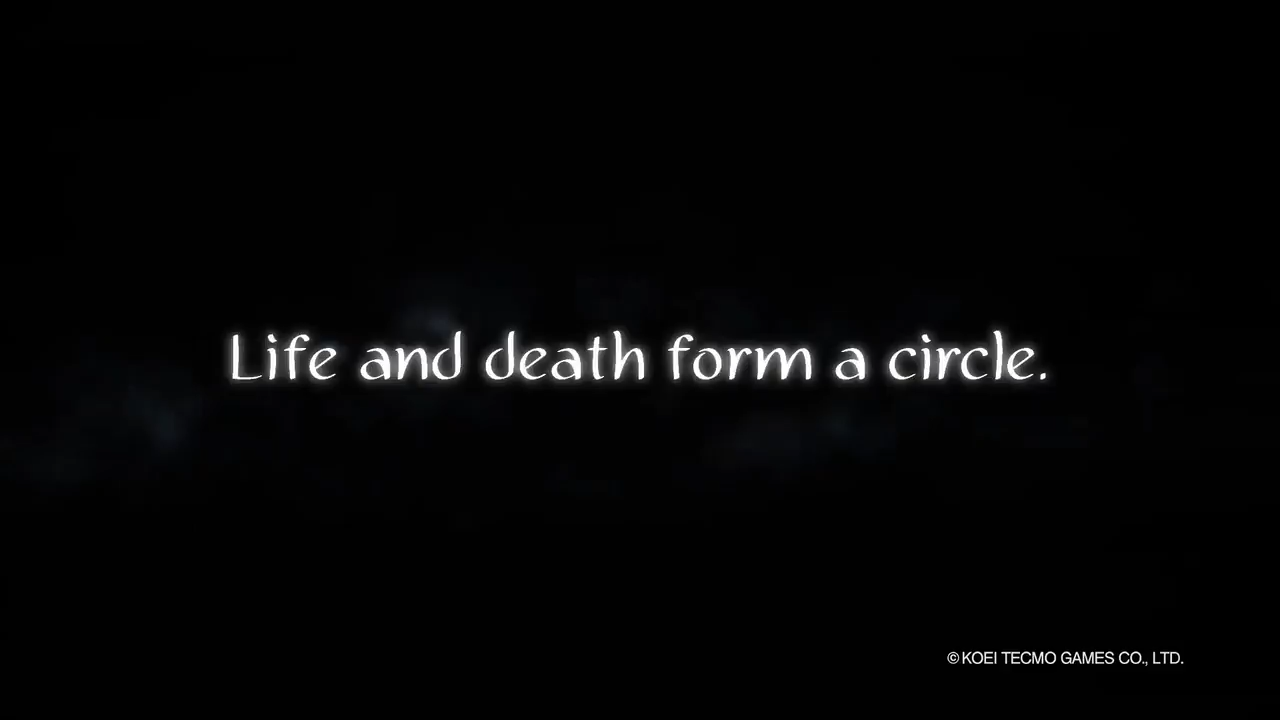 Life and death form a circle.
© KOEI TECMO GAMES CO., LTD.